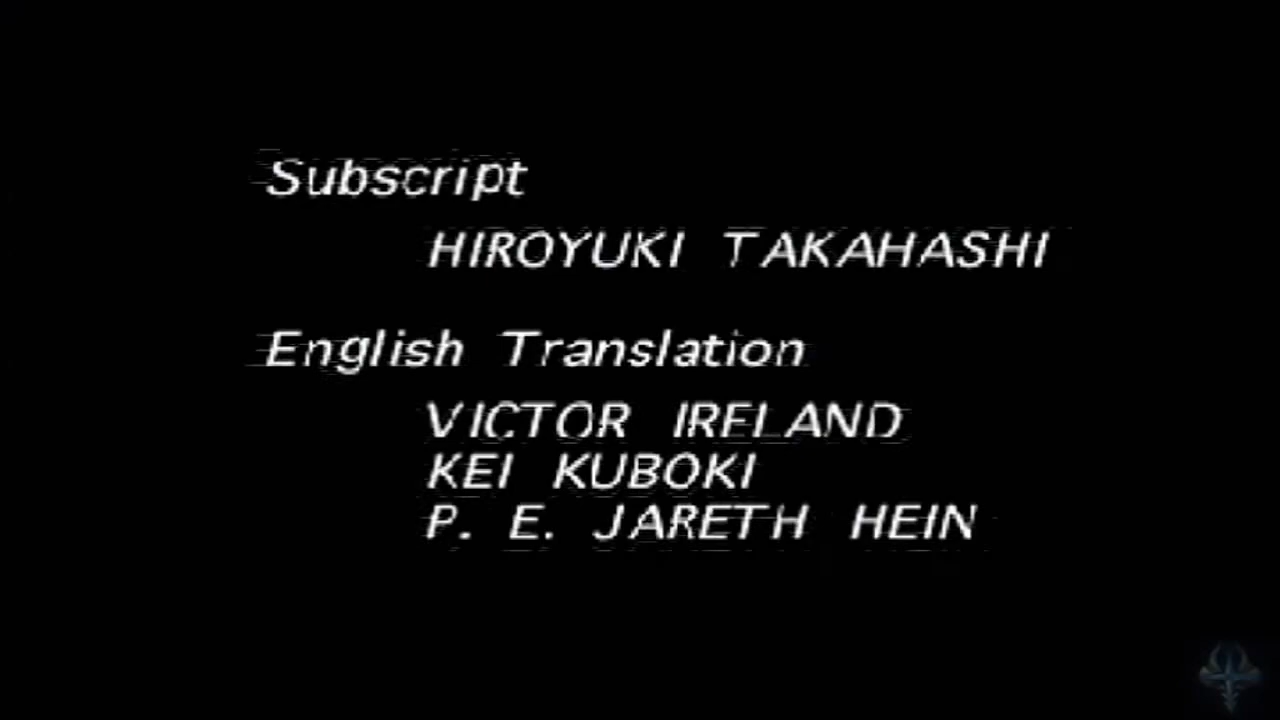 Subscript
HIROYUKI TAKAHASHI
English Translation
VICTOR IRELAND
KEI KUBOKI
P. E. JARETH HEIN